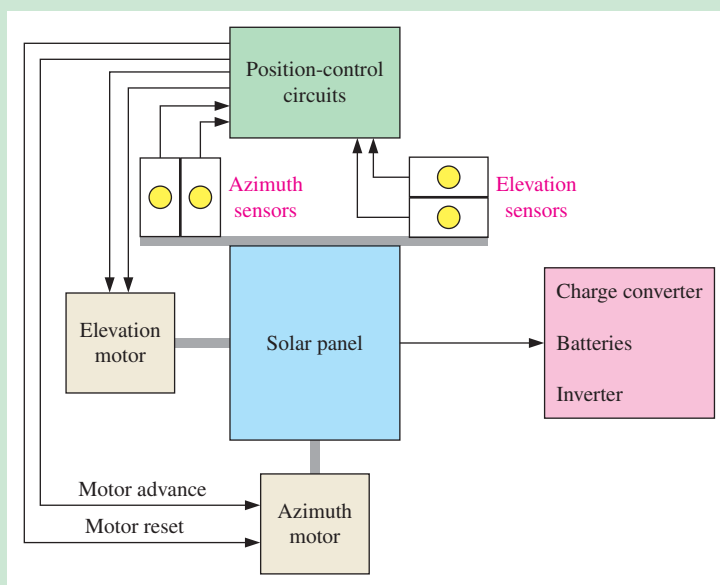 Position-control
circuits
Azimuth
sensors
Elevation
sensors
Elevation
motor
Solar panel
Charge converter
Batteries
Inverter
Motor advance
Motor reset
Azimuth
motor